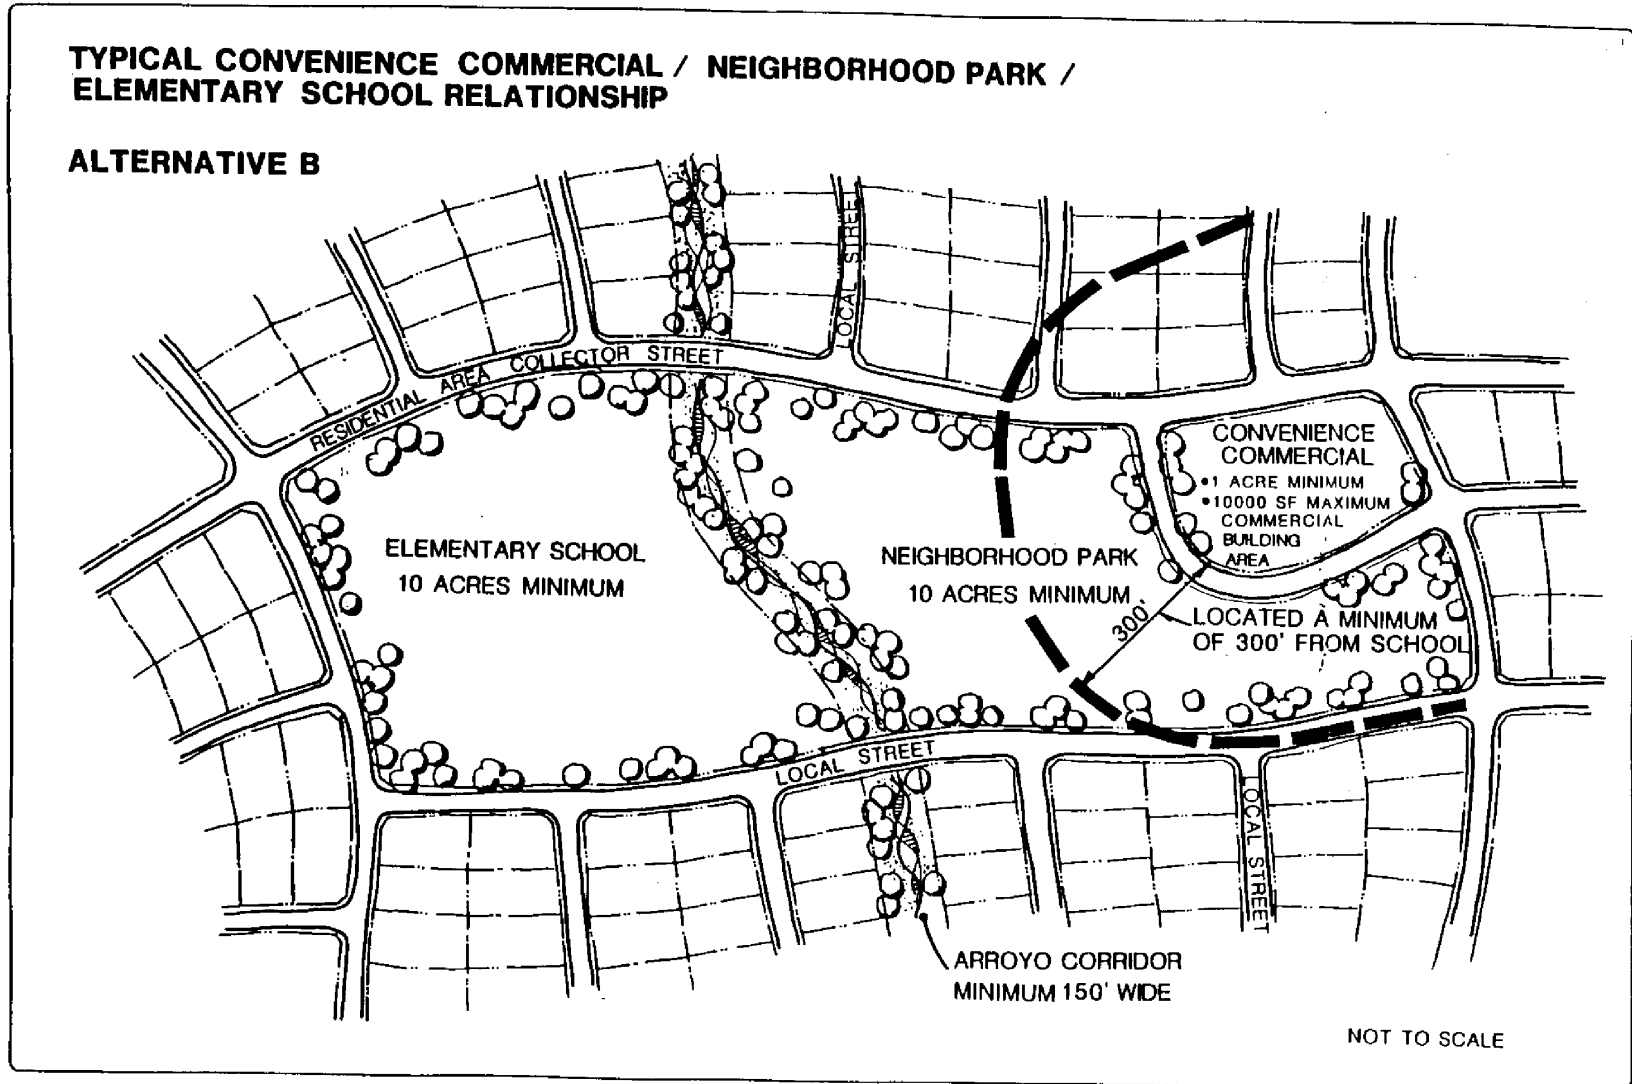 TYPICAL CONVENIENCE COMMERCIAL / NEIGHBORHOOD PARK /
ELEMENTARY SCHOOL RELATIONSHIP
ALTERNATIVE B
LOCAL STREET
RESIDENTIAL AREA COLLECTOR STREET
CONVENIENCE
COMMERCIAL
•1 ACRE MINIMUM
•10000 SF MAXIMUM
COMMERCIAL
BUILDING
AREA
ELEMENTARY SCHOOL
10 ACRES MINIMUM
NEIGHBORHOOD PARK
10 ACRES MINIMUM
300'
LOCATED A MINIMUM
OF 300' FROM SCHOOL
LOCAL STREET
LOCAL STREET
ARROYO CORRIDOR
MINIMUM 150' WIDE
NOT TO SCALE